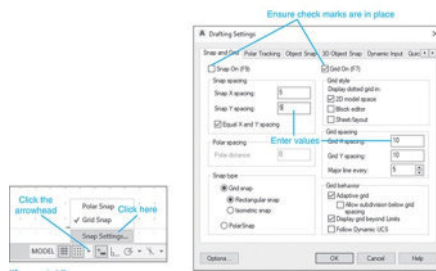 Ensure check marks are in place
Drafting Settings
Snap and Grid Polar Tracking Object Snap 3D Object Snap Dynamic Input
Snap On (F9)
Grid On (F7)
Snap spacing
Snap X spacing: 5
Snap Y spacing:
Equal X and Y spacing
Grid style
Display dotted grid in:
2D model space
Block editor
Sheet/layout
Enter values
Polar spacing
Polar distance: 0
Grid spacing
Grid X spacing: 10
Grid Y spacing: 10
Major line every: 5
Snap type
Grid snap
Rectangular snap
Isometric snap
PolarSnap
Grid behavior
Adaptive grid
Allow subdivision below grid
spacing
Display grid beyond Limits
Follow Dynamic UCS
Options...
OK
Cancel
Help
Click the
arrowhead
Polar Snap
Grid Snap
Click here
Snap Settings...
MODEL